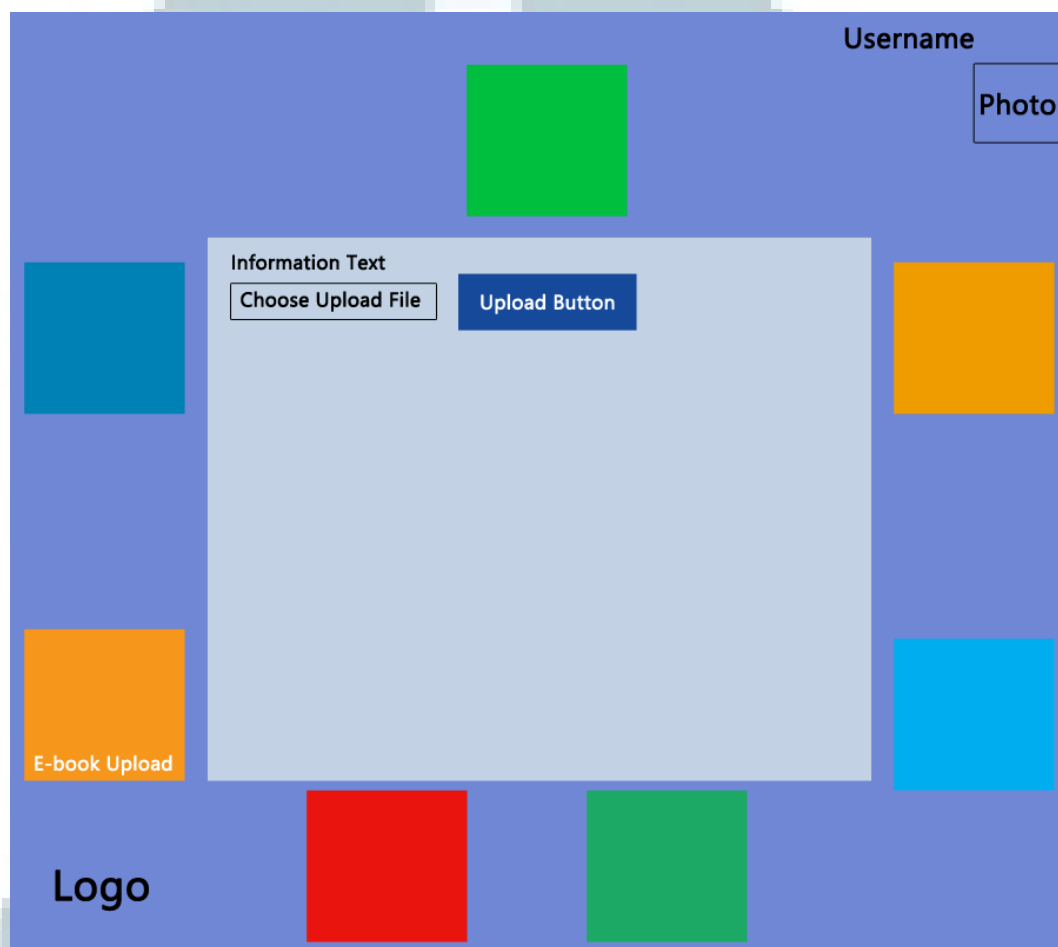 Username
Photo
Information Text
Choose Upload File
Upload Button
E-book Upload
Logo